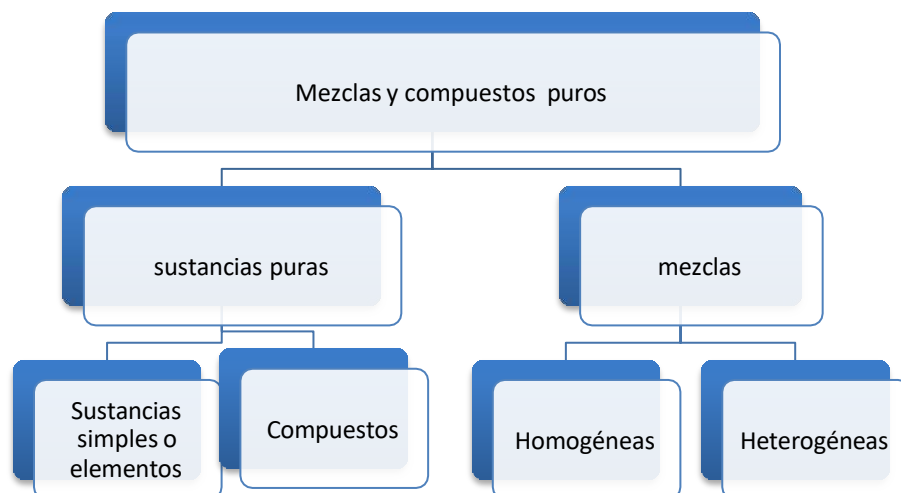 Mezclas y compuestos puros
sustancias puras
mezclas
Sustancias
simples o
elementos
Compuestos
Homogéneas
Heterogéneas